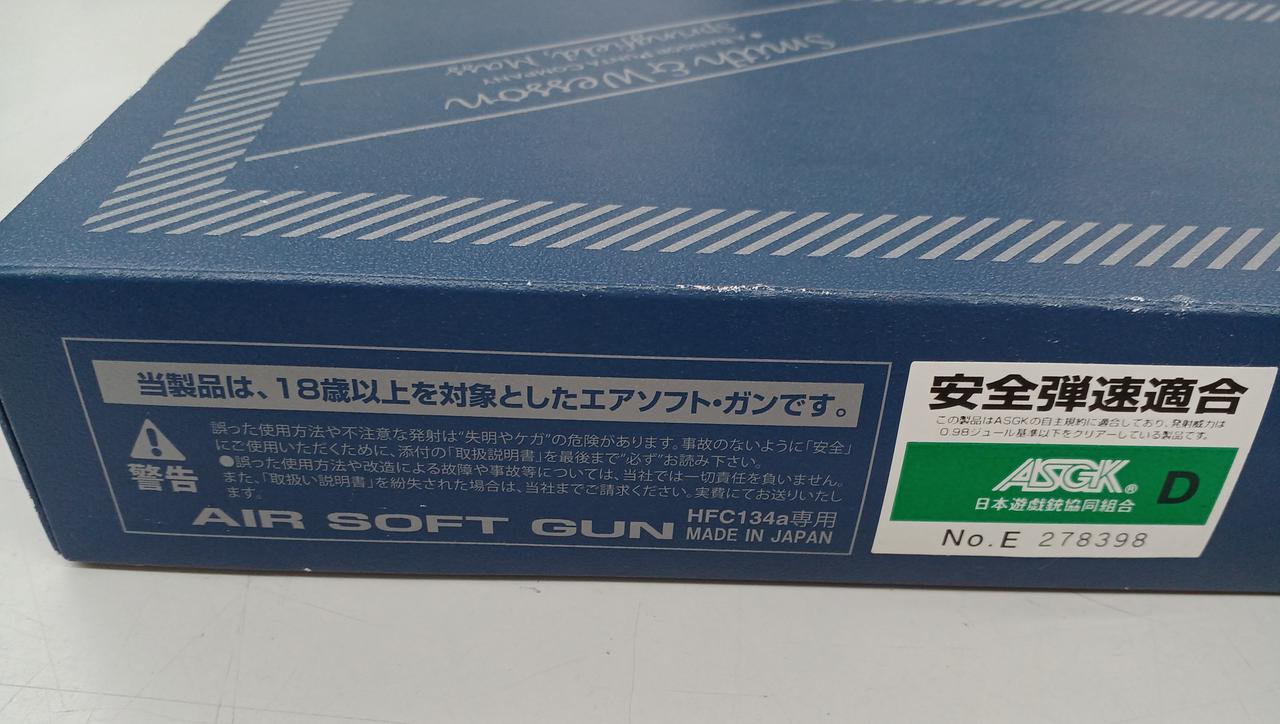 Smith & Wesson
Springfield, Mass
当製品は、18歳以上を対象としたエアソフト・ガンです。
警告
誤った使用方法や不注意な発射は“失明やケガ”の危険があります。事故のないように「安全」
にご使用いただくために、添付の「取扱説明書」を最後まで“必ず”お読み下さい。
●誤った使用方法や改造による故障や事故等については、当社では一切責任を負いません。
また、「取扱い説明書」を紛失された場合は、当社までご請求ください。実費にてお送りいたし
ます。
AIR SOFT GUN
HFC134a専用
MADE IN JAPAN
安全弾速適合
この製品はASGKの自主規約に適合しており、発射威力は
0.98ジュール基準以下をクリアーしている製品です。
ASGK® D
日本遊戯銃協同組合
No.E 278398